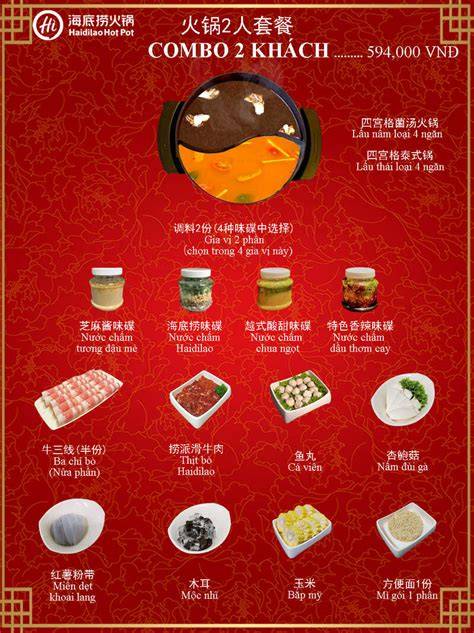 Hi 海底捞火锅
Haidilao Hot Pot
火锅2人套餐
COMBO 2 KHÁCH ......... 594,000 VNĐ
四宫格菌汤火锅
Lẩu nấm loại 4 ngăn
四宫格泰式锅
Lẩu thái loại 4 ngăn
调料2份(4种味碟中选择)
Gia vị 2 phần
(chọn trong 4 gia vị này)
芝麻酱味碟
Nước chấm
tương đậu mè
海底捞味碟
Nước chấm
Haidilao
越式酸甜味碟
Nước chấm
chua ngọt
特色香辣味碟
Nước chấm
dầu thơm cay
牛三线(半份)
Ba chỉ bò
(Nửa phần)
捞派滑牛肉
Thịt bò
Haidilao
鱼丸
Cá viên
杏鲍菇
Nấm đùi gà
红薯粉带
Miến dẹt
khoai lang
木耳
Mộc nhĩ
玉米
Bắp mỹ
方便面1份
Mì gói 1 phần